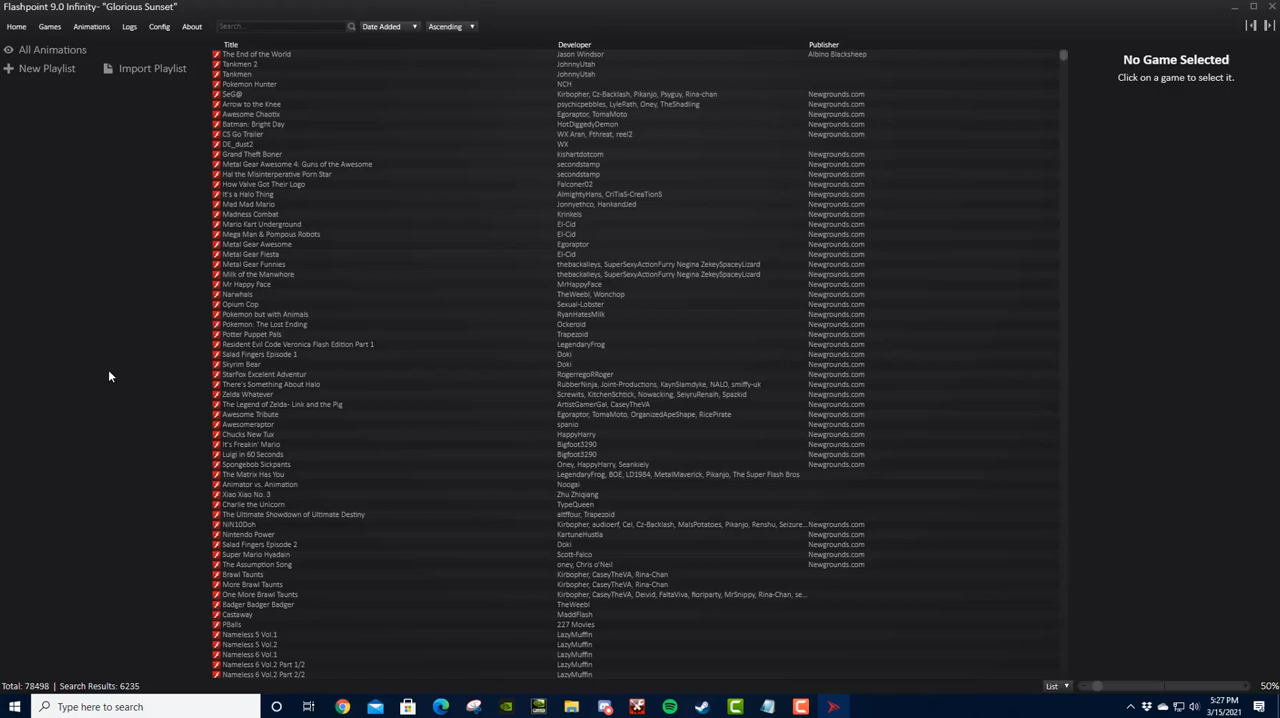 Flashpoint 9.0 Infinity- "Glorious Sunset"
Home Games Animations Logs Config About Search... Date Added Ascending
All Animations
New Playlist Import Playlist
Title Developer Publisher
The End of the World Jason Windsor Albino Blacksheep
Tankmen 2 JohnnyUtah
Tankmen JohnnyUtah
Pokemon Hunter NCH
SeG@ Kirbopher, Cz-Backlash, Pikanjo, Psyguy, Rina-chan Newgrounds.com
Arrow to the Knee psychicpebbles, LyleRath, Oney, TheShadling Newgrounds.com
Awesome Chaotix Egoraptor, TomaMoto Newgrounds.com
Batman: Bright Day HotDiggedyDemon Newgrounds.com
CS Go Trailer WX Aran, Pthreat, reel2 Newgrounds.com
DE_dust2 WX
Grand Theft Boner kishartdotcom Newgrounds.com
Metal Gear Awesome 4: Guns of the Awesome secondstamp Newgrounds.com
Hal the Misinterperative Porn Star secondstamp Newgrounds.com
How Valve Got Their Logo Falconer02 Newgrounds.com
It's a Halo Thing AlmightyHans, CrITiaS-CreaTionS Newgrounds.com
Mad Mad Mario Jonnyethco, HankandJed Newgrounds.com
Madness Combat Krinkels Newgrounds.com
Mario Kart Underground El-Cid Newgrounds.com
Mega Man & Pompous Robots El-Cid Newgrounds.com
Metal Gear Awesome Egoraptor Newgrounds.com
Metal Gear Fiesta El-Cid Newgrounds.com
Metal Gear Funnies thebackalleys, SuperSexyActionFurry Negina ZekeySpaceyLizard Newgrounds.com
Milk of the Manwhore thebackalleys, SuperSexyActionFurry Negina ZekeySpaceyLizard Newgrounds.com
Mr Happy Face MrHappyFace Newgrounds.com
Narwhals TheWeebl, Wonchop Newgrounds.com
Opium Cop Sexual-Lobster Newgrounds.com
Pokemon but with Animals RyanHatesMilk Newgrounds.com
Pokemon: The Lost Ending Ockeroid Newgrounds.com
Potter Puppet Pals Trapezoid Newgrounds.com
Resident Evil Code Veronica Flash Edition Part 1 LegendaryFrog Newgrounds.com
Salad Fingers Episode 1 Doki Newgrounds.com
Skyrim Bear Doki Newgrounds.com
StarFox Excelent Adventur RogerregoRRoger Newgrounds.com
There's Something About Halo RubberNinja, Joint-Productions, KaynSlamdyke, NALO, smiffy-uk Newgrounds.com
Zelda Whatever Screwits, KitchenSchtick, Nowacking, SeiyruRenaih, Spazkid Newgrounds.com
The Legend of Zelda- Link and the Pig ArtistGamerGal, CaseyTheVA Newgrounds.com
Awesome Tribute Egoraptor, TomaMoto, OrganizedApeShape, RicePirate Newgrounds.com
Awesomeraptor spanio Newgrounds.com
Chucks New Tux HappyHarry Newgrounds.com
It's Freakin' Mario Bigfoot3290 Newgrounds.com
Luigi in 60 Seconds Bigfoot3290 Newgrounds.com
Spongebob Sickpants Oney, HappyHarry, Seankiely Newgrounds.com
The Matrix Has You LegendaryFrog, BOE, LD1984, MetalMaverick, Pikanjo, The Super Flash Bros
Animator vs. Animation Noogai
Xiao Xiao No. 3 Zhu Zhiqiang
Charlie the Unicorn TypeQueen
The Ultimate Showdown of Ultimate Destiny altffour, Trapezoid
NiN10Doh Kirbopher, audioerf, Cel, Cz-Backlash, MalsPotatoes, Pikanjo, Renshu, Seizure... Newgrounds.com
Nintendo Power KartuneHustla Newgrounds.com
Salad Fingers Episode 2 Doki Newgrounds.com
Super Mario Hyadain Scott-Falco Newgrounds.com
The Assumption Song oney, Chris o'Neil Newgrounds.com
Brawl Taunts Kirbopher, CaseyTheVA, Rina-Chan
More Brawl Taunts Kirbopher, CaseyTheVA, Rina-Chan
One More Brawl Taunts Kirbopher, CaseyTheVA, Deivid, FaltaViva, fioriparty, MrSnippy, Rina-Chan, se...
Badger Badger Badger TheWeebl
Castaway MaddFlash
PBalls 227 Movies
Nameless 5 Vol.1 LazyMuffin
Nameless 5 Vol.2 LazyMuffin
Nameless 6 Vol.1 LazyMuffin
Nameless 6 Vol.2 Part 1/2 LazyMuffin
Nameless 6 Vol.2 Part 2/2 LazyMuffin
No Game Selected
Click on a game to select it.
Total: 78498 | Search Results: 6235 List 50%
Type here to search
5:27 PM
3/15/2021